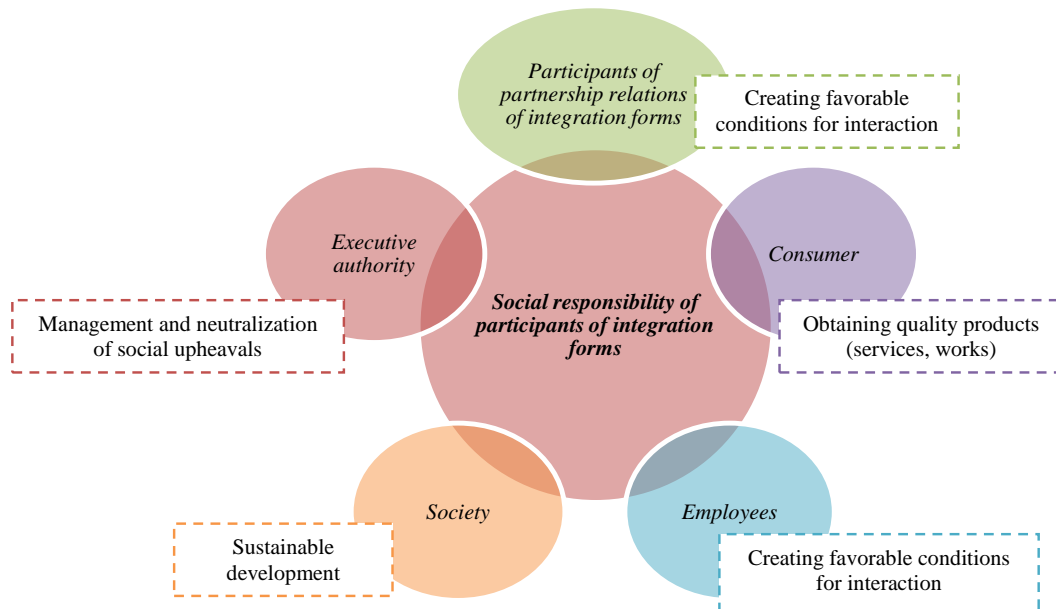 Participants of
partnership relations
of integration forms
Creating favorable
conditions for interaction
Executive
authority
Consumer
Management and neutralization
of social upheavals
Social responsibility of
participants of integration
forms
Obtaining quality products
(services, works)
Society
Employees
Sustainable
development
Creating favorable conditions
for interaction